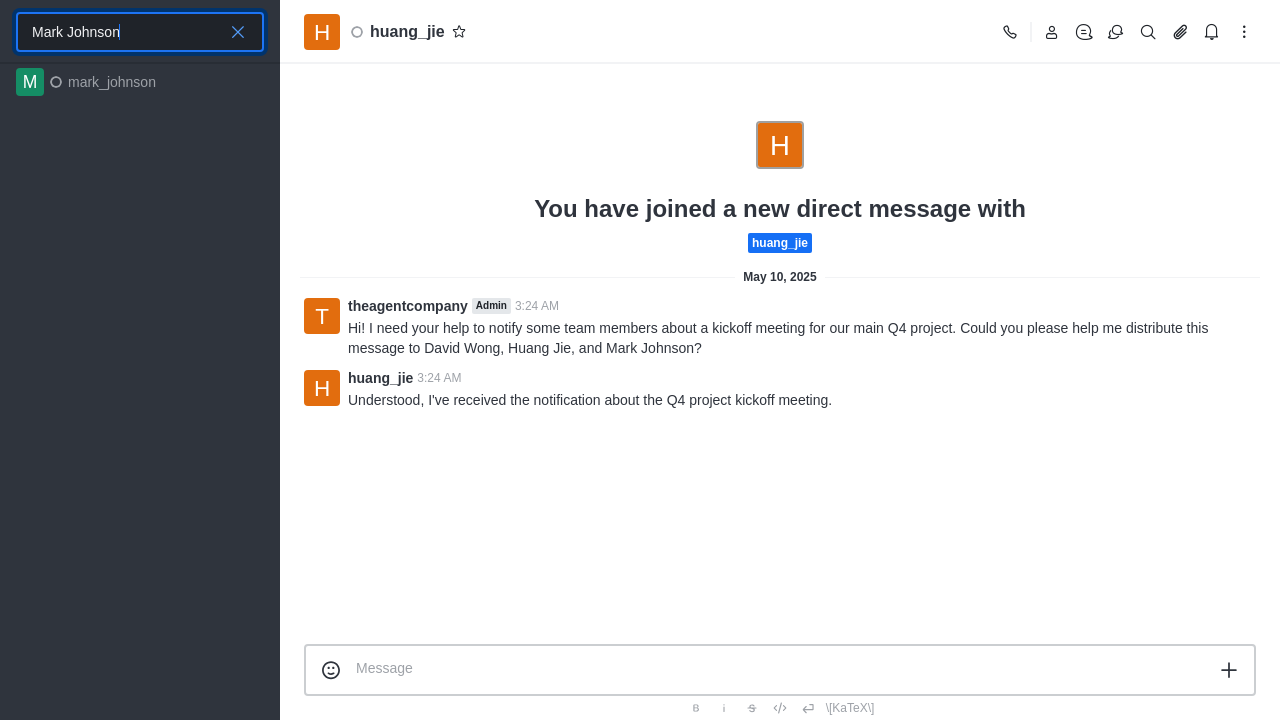 Mark Johnson
M mark_johnson
H huang_jie
H
You have joined a new direct message with
huang_jie
May 10, 2025
T theagentcompany Admin 3:24 AM
Hi! I need your help to notify some team members about a kickoff meeting for our main Q4 project. Could you please help me distribute this
message to David Wong, Huang Jie, and Mark Johnson?
H huang_jie 3:24 AM
Understood, I've received the notification about the Q4 project kickoff meeting.
Message
B i S \[KaTeX\]